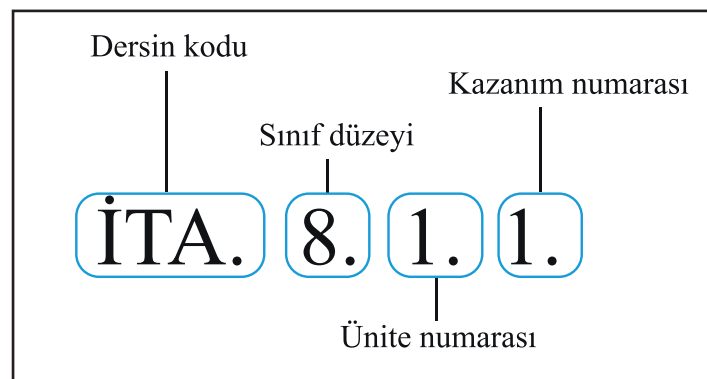 Dersin kodu
Kazanım numarası
Sınıf düzeyi
İTA. 8. 1. 1.
Ünite numarası